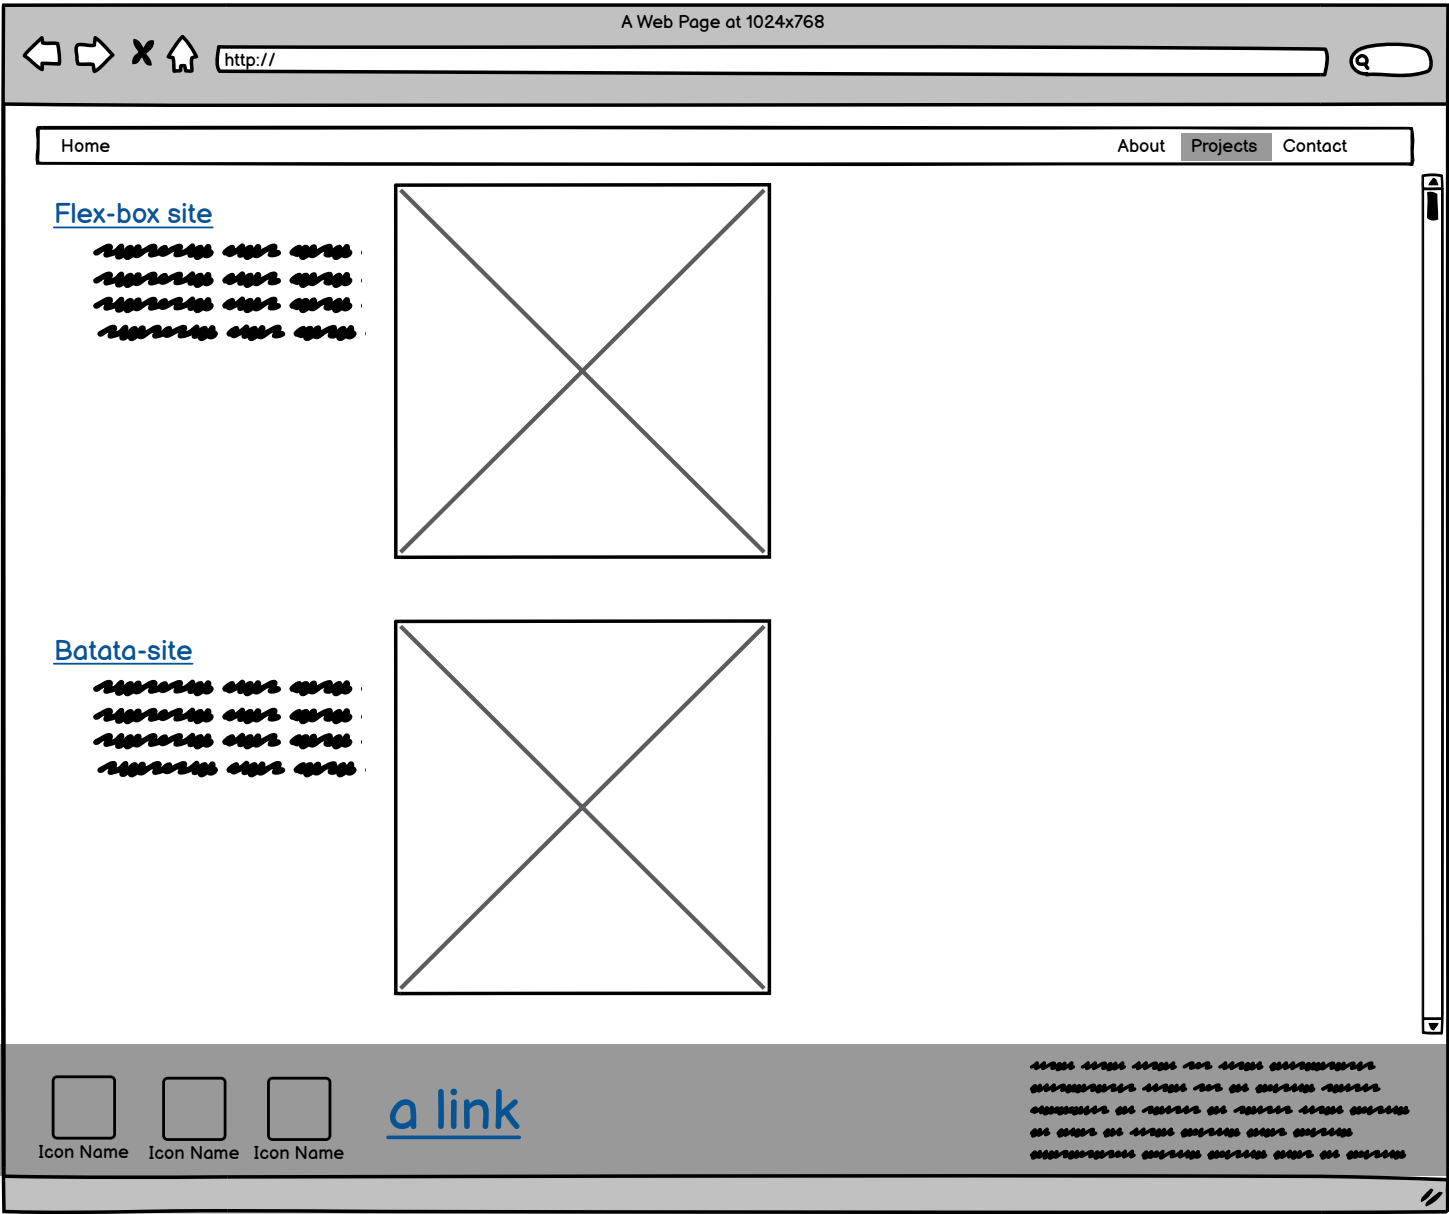 A Web Page at 1024x768
http://
Home About Projects Contact
Flex-box site
Batata-site
a link
Icon Name Icon Name Icon Name